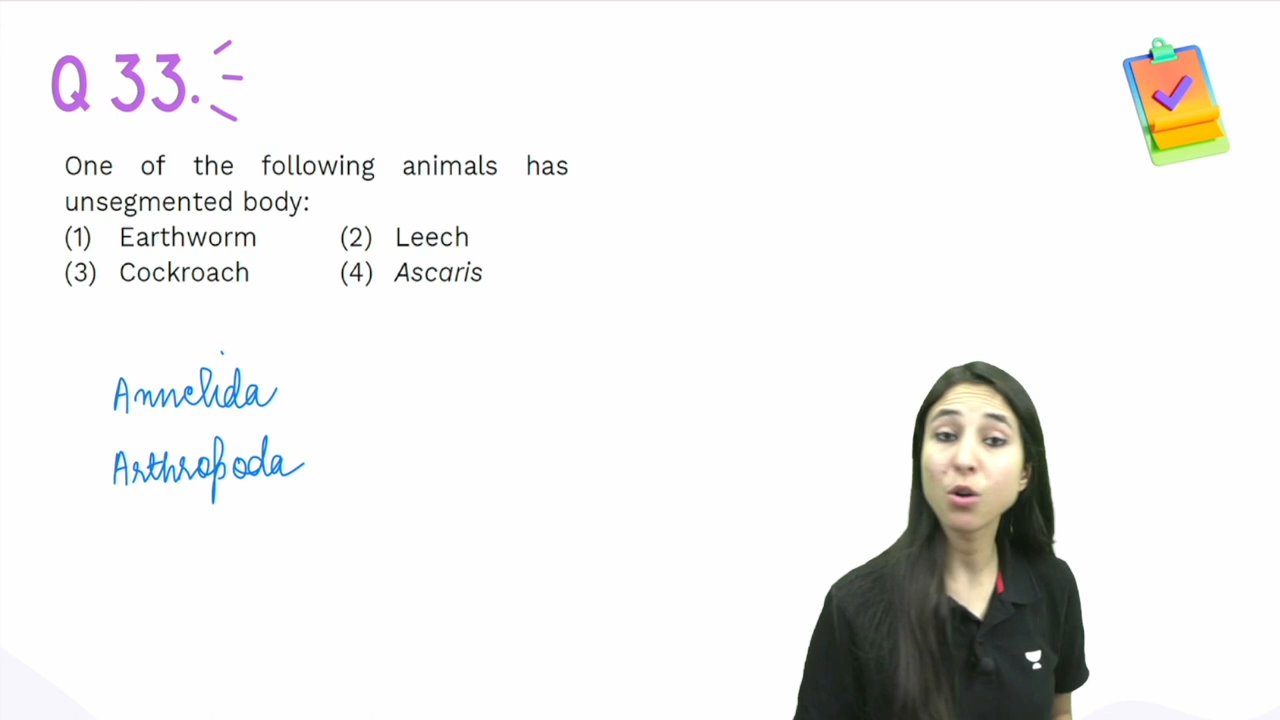 Q 33.
One of the following animals has
unsegmented body:
(1) Earthworm (2) Leech
(3) Cockroach (4) Ascaris
Annelida
Arthropoda